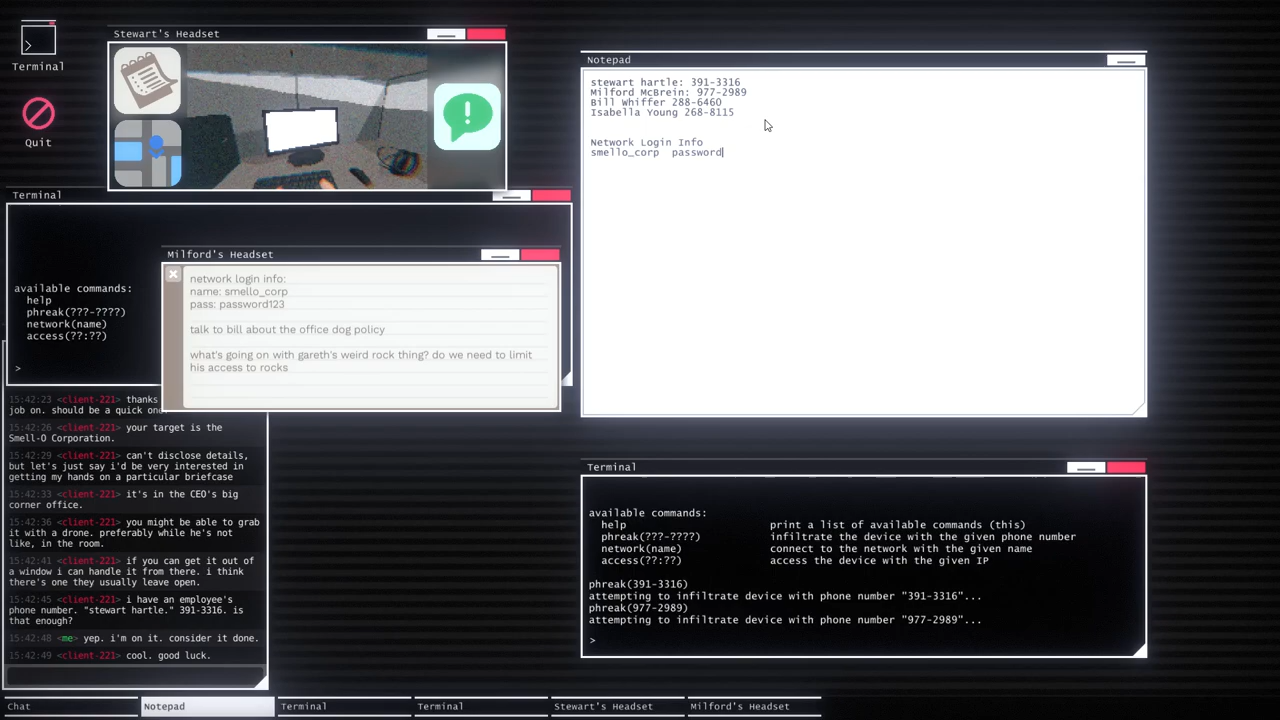 Terminal
Quit
Stewart's Headset
Terminal
available commands:
help
phreak(???-????)
network(name)
access(??:??)
>
Milford's Headset
network login info:
name: smello_corp
pass: password123
talk to bill about the office dog policy
what's going on with gareth's weird rock thing? do we need to limit
his access to rocks
15:42:23 <client-221> thanks
job on. should be a quick one
15:42:26 <client-221> your target is the
Smell-O Corporation.
15:42:29 <client-221> can't disclose details,
but let's just say i'd be very interested in
getting my hands on a particular briefcase
15:42:33 <client-221> it's in the CEO's big
corner office.
15:42:36 <client-221> you might be able to grab
it with a drone. preferably while he's not
like, in the room.
15:42:41 <client-221> if you can get it out of
a window i can handle it from there. i think
there's one they usually leave open.
15:42:45 <client-221> i have an employee's
phone number. "stewart hartle." 391-3316. is
that enough?
15:42:48 <me> yep. i'm on it. consider it done.
15:42:49 <client-221> cool. good luck.
Notepad
stewart hartle: 391-3316
Milford McBrein: 977-2989
Bill Whiffer 288-6460
Isabella Young 268-8115
Network Login Info
smello_corp password
Terminal
available commands:
help print a list of available commands (this)
phreak(???-????) infiltrate the device with the given phone number
network(name) connect to the network with the given name
access(??:??) access the device with the given IP
phreak(391-3316)
attempting to infiltrate device with phone number "391-3316"...
phreak(977-2989)
attempting to infiltrate device with phone number "977-2989"...
>
Chat Notepad Terminal Terminal Stewart's Headset Milford's Headset